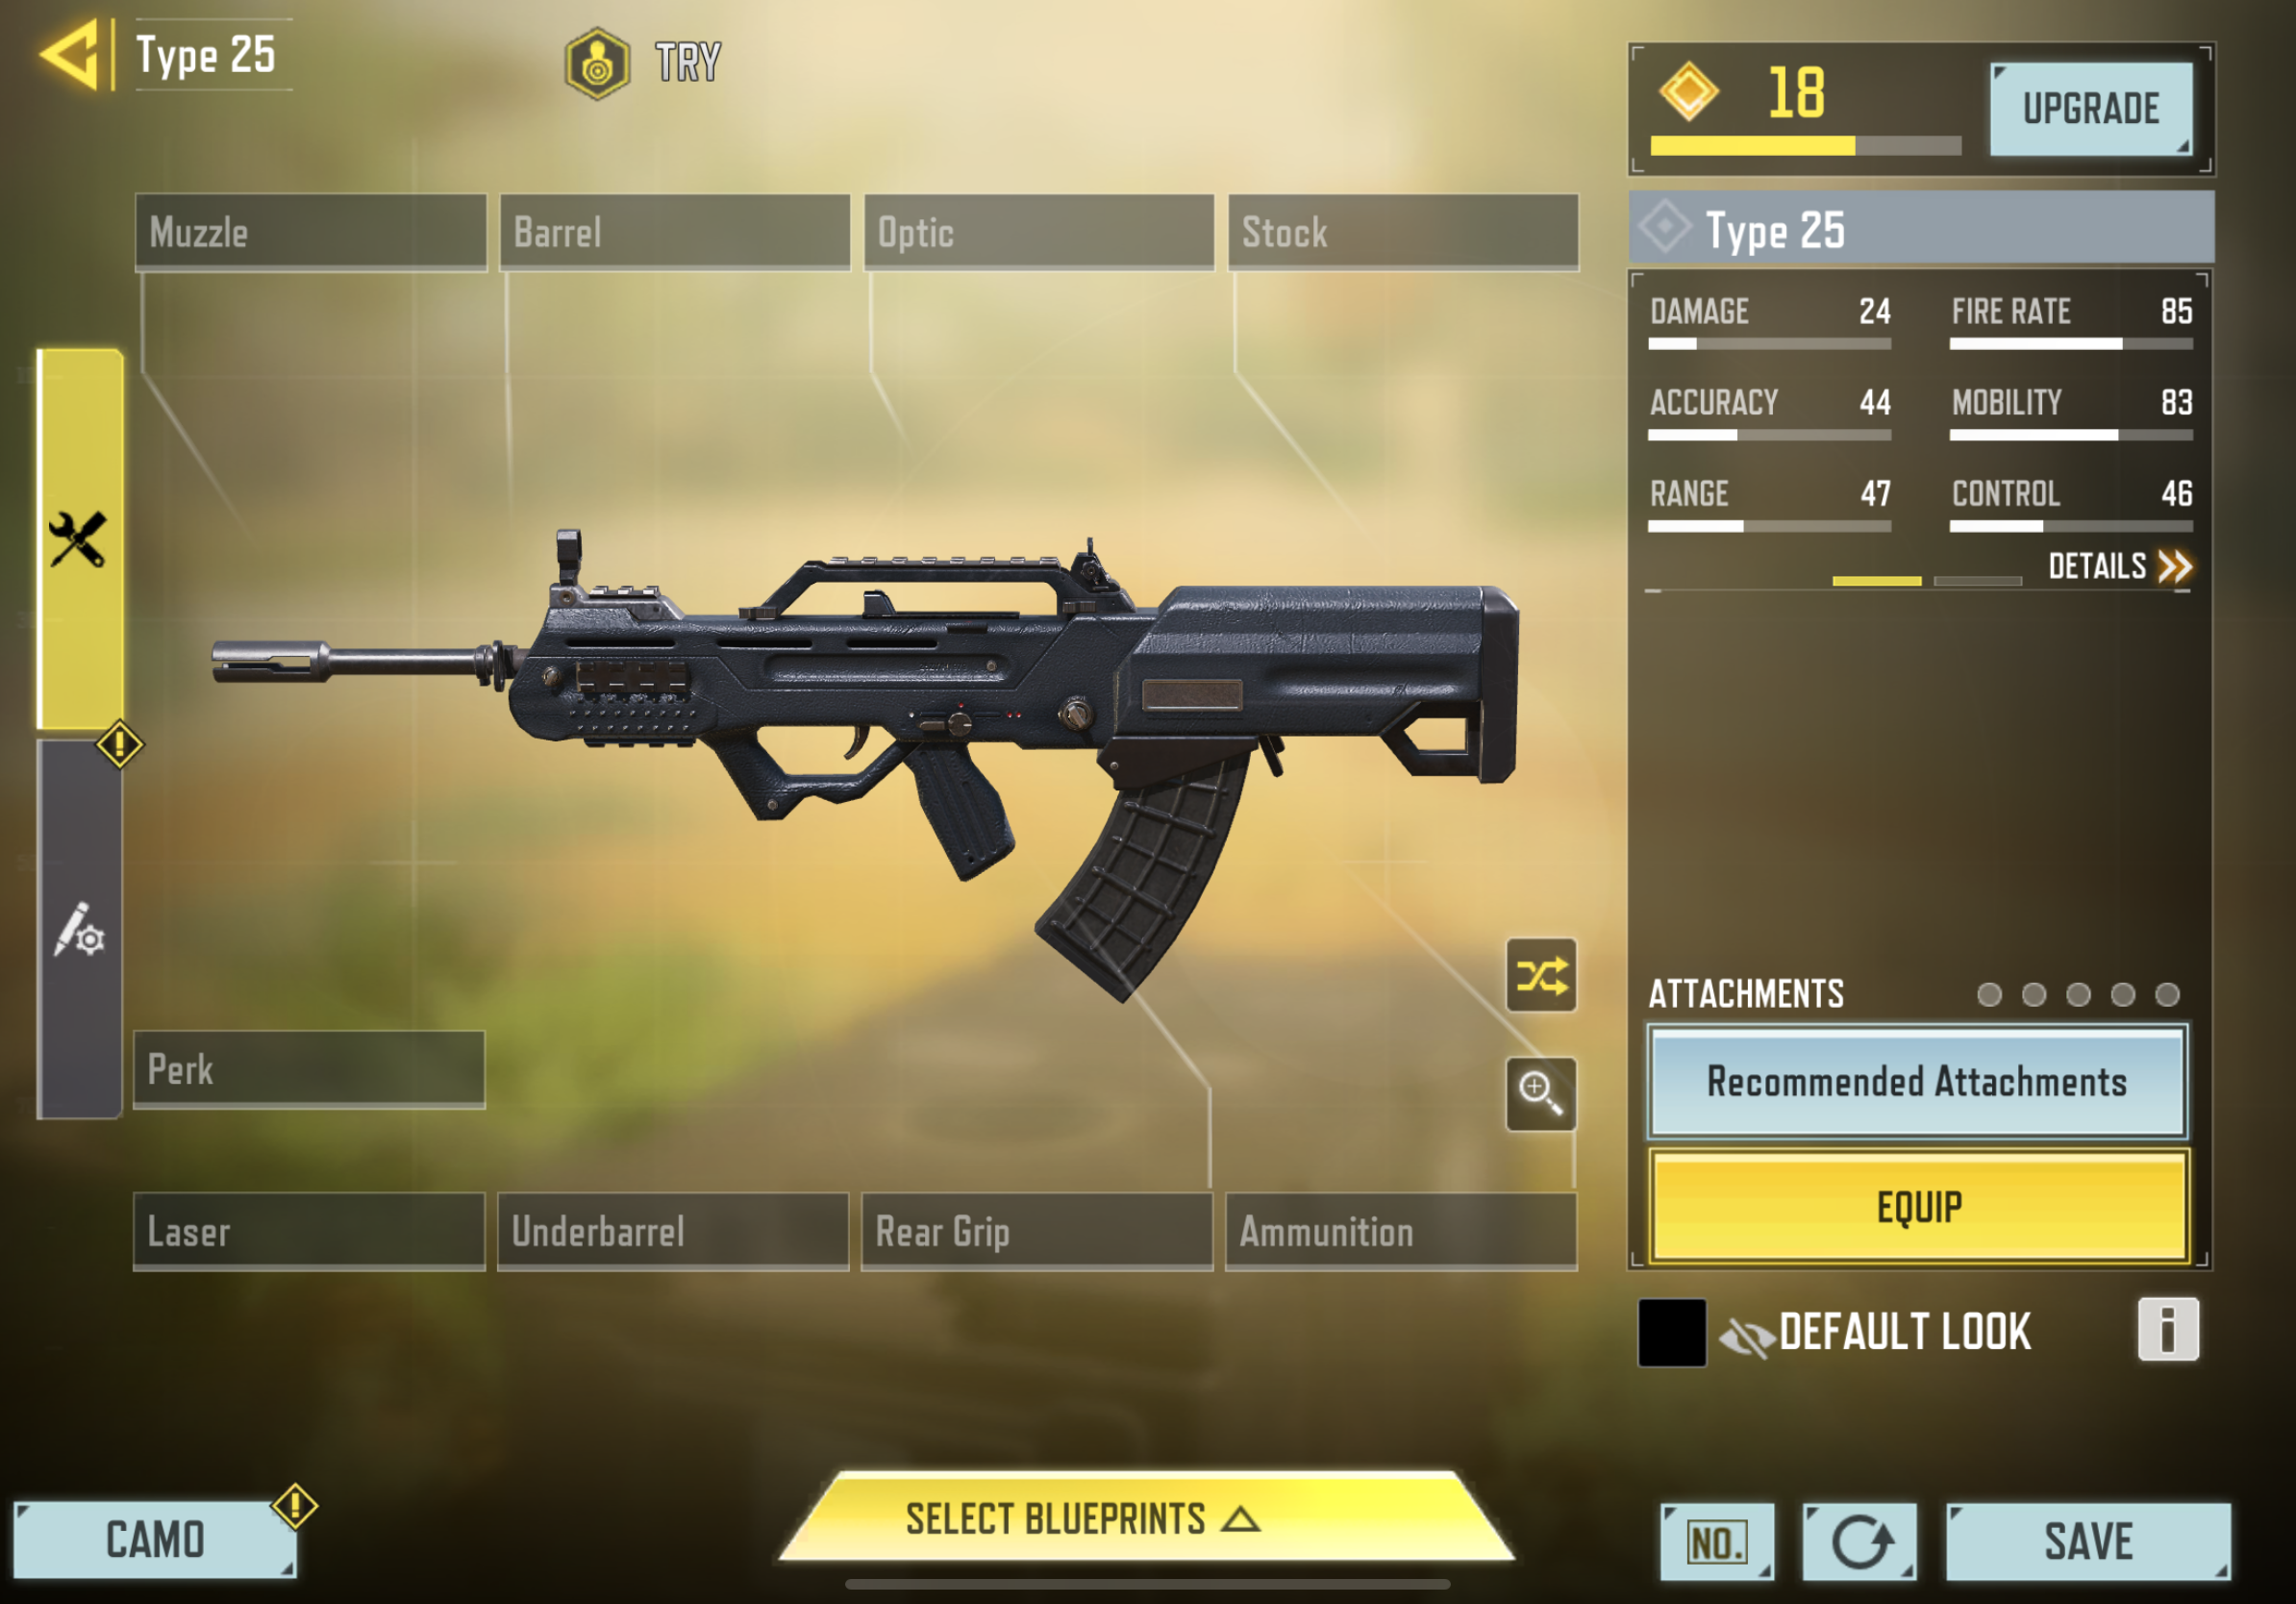 Type 25
TRY
18
UPGRADE
Muzzle
Barrel
Optic
Stock
Type 25
DAMAGE 24
FIRE RATE 85
ACCURACY 44
MOBILITY 83
RANGE 47
CONTROL 46
DETAILS
ATTACHMENTS
Recommended Attachments
EQUIP
Perk
Laser
Underbarrel
Rear Grip
Ammunition
DEFAULT LOOK
CAMO
SELECT BLUEPRINTS
NO.
SAVE